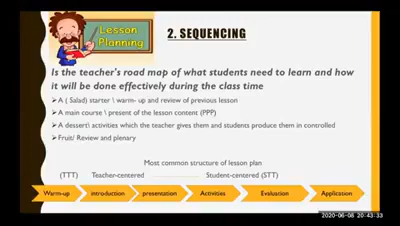 Lesson
Planning
2. SEQUENCING
Is the teacher's road map of what students need to learn and how
it will be done effectively during the class time
➤A ( Salad) starter \ warm- up and review of previous lesson
➤A main course \ present of the lesson content (PPP)
➤A dessert\ activities which the teacher gives them and students produce them in controlled
➤Fruit/ Review and plenary
Most common structure of lesson plan
(TTT) Teacher-centered ........................ Student-centered (STT)
Warm-up introduction presentation Activities Evaluation Application
2020-06-08 20:43:33